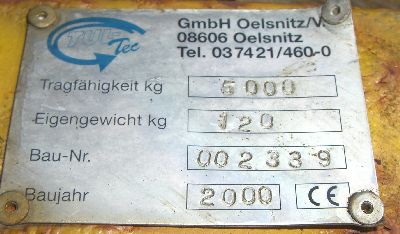 GmbH Oelsnitz/V.
08606 Oelsnitz
Tel. 037421/460-0
Tec
Tragfähigkeit kg 5000
Eigengewicht kg 120
Bau-Nr. 002339
Baujahr 2000 CE